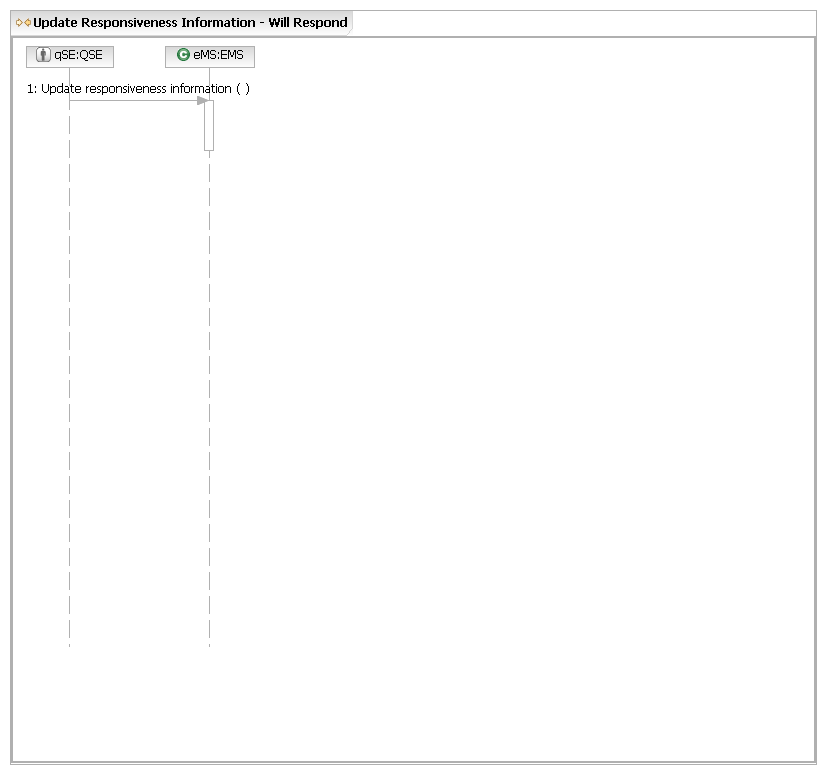 Update Responsiveness Information - Will Respond
qSE:QSE
C eMS:EMS
1: Update responsiveness information ( )